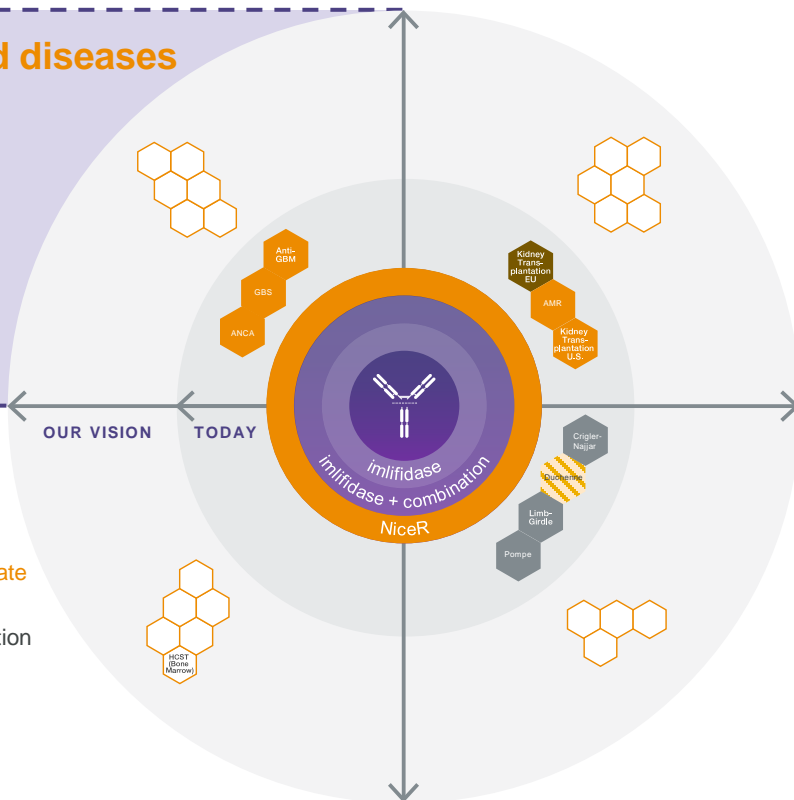 d diseases
Anti-
GBM
GBS
ANCA
Kidney
Trans-
plantation
EU
AMR
Kidney
Trans-
plantation
U.S.
OUR VISION
TODAY
imlifidase
imlifidase + combination
NiceR
Crigler-
Najjar
Duchenne
Limb-
Girdle
Pompe
ate
tion
HCST
(Bone
Marrow)